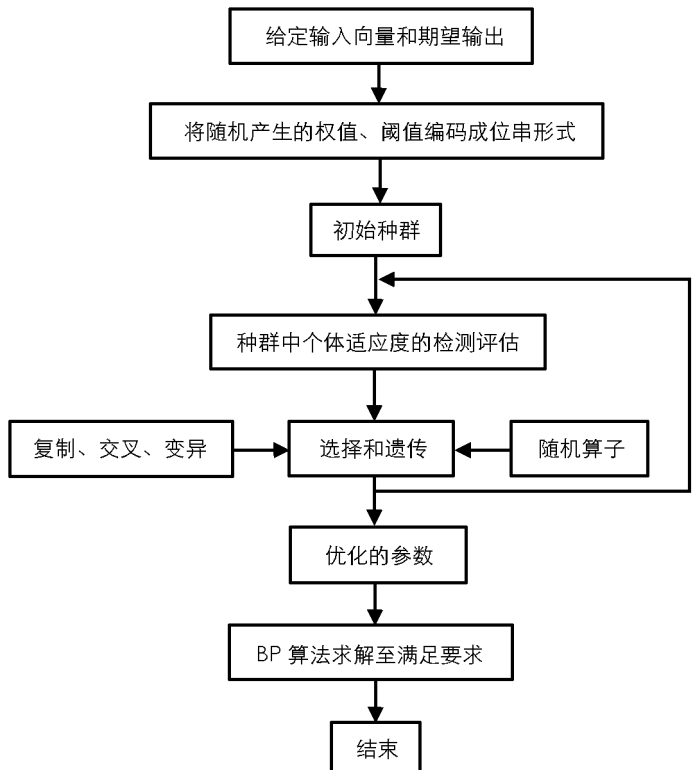 给定输入向量和期望输出
将随机产生的权值、阈值编码成位串形式
初始种群
种群中个体适应度的检测评估
复制、交叉、变异
选择和遗传
随机算子
优化的参数
BP 算法求解至满足要求
结束